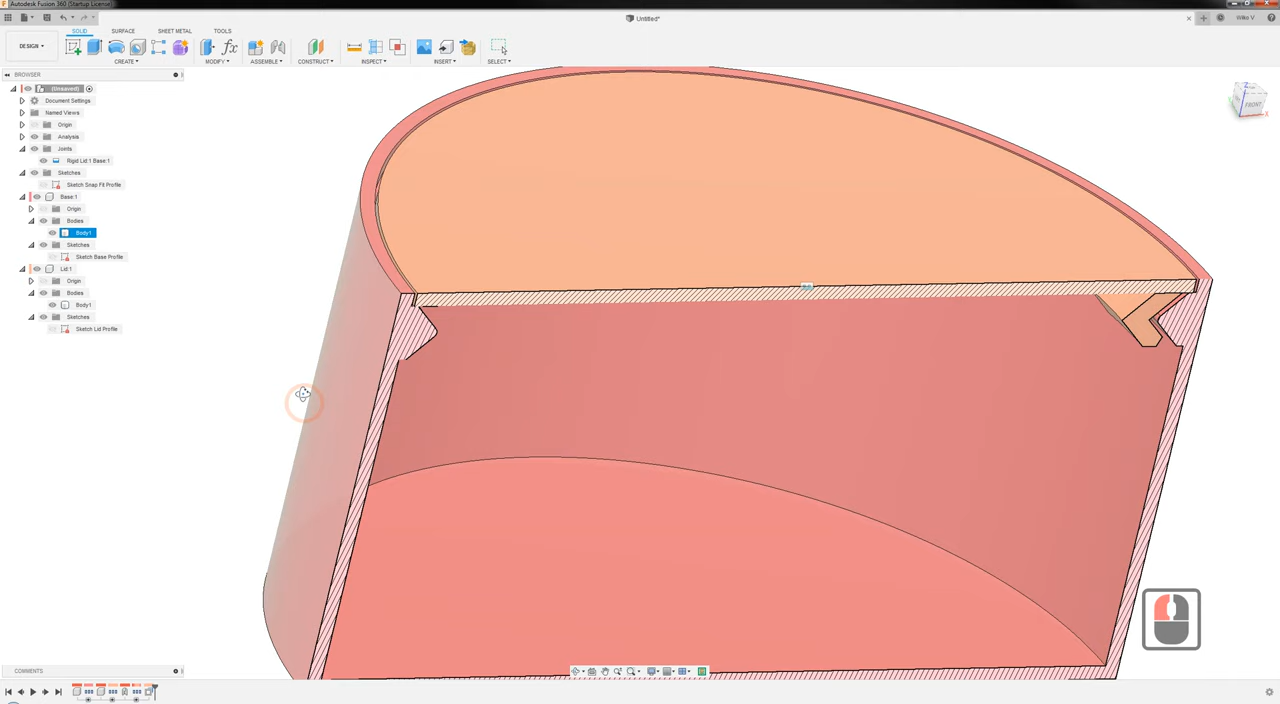 Autodesk Fusion 360 (Startup License)
Untitled*
Wilko V
SOLID SURFACE SHEET METAL TOOLS
DESIGN
CREATE MODIFY ASSEMBLE CONSTRUCT INSPECT INSERT SELECT
BROWSER
(Unsaved)
Document Settings
Named Views
Origin
Analysis
Joints
Rigid Lid 1 Base:1
Sketches
Sketch Snap Fit Profile
Base:1
Origin
Bodies
Body1
Sketches
Sketch Base Profile
Lid:1
Origin
Bodies
Body1
Sketches
Sketch Lid Profile
Z
FRONT
X
COMMENTS